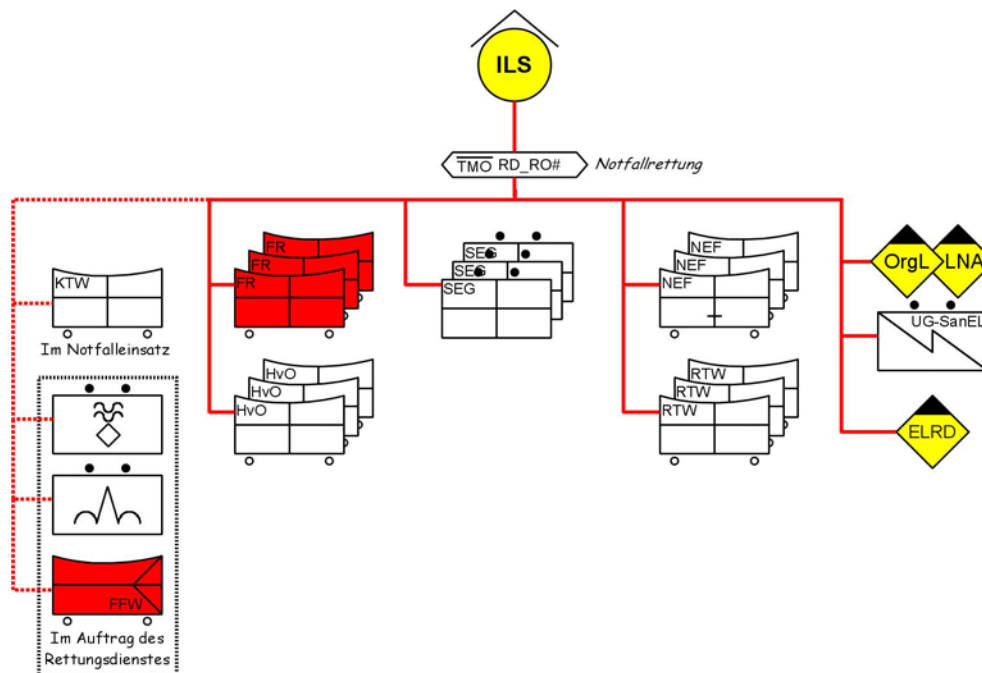 ILS
TMO RD_RO#
Notfallrettung
KTW
Im Notfalleinsatz
FR
FR
FR
HvO
HvO
HvO
SEG
SEG
SEG
NEF
NEF
NEF
RTW
RTW
RTW
OrgL
LNA
UG-SanEL
ELRD
FFW
Im Auftrag des
Rettungsdienstes